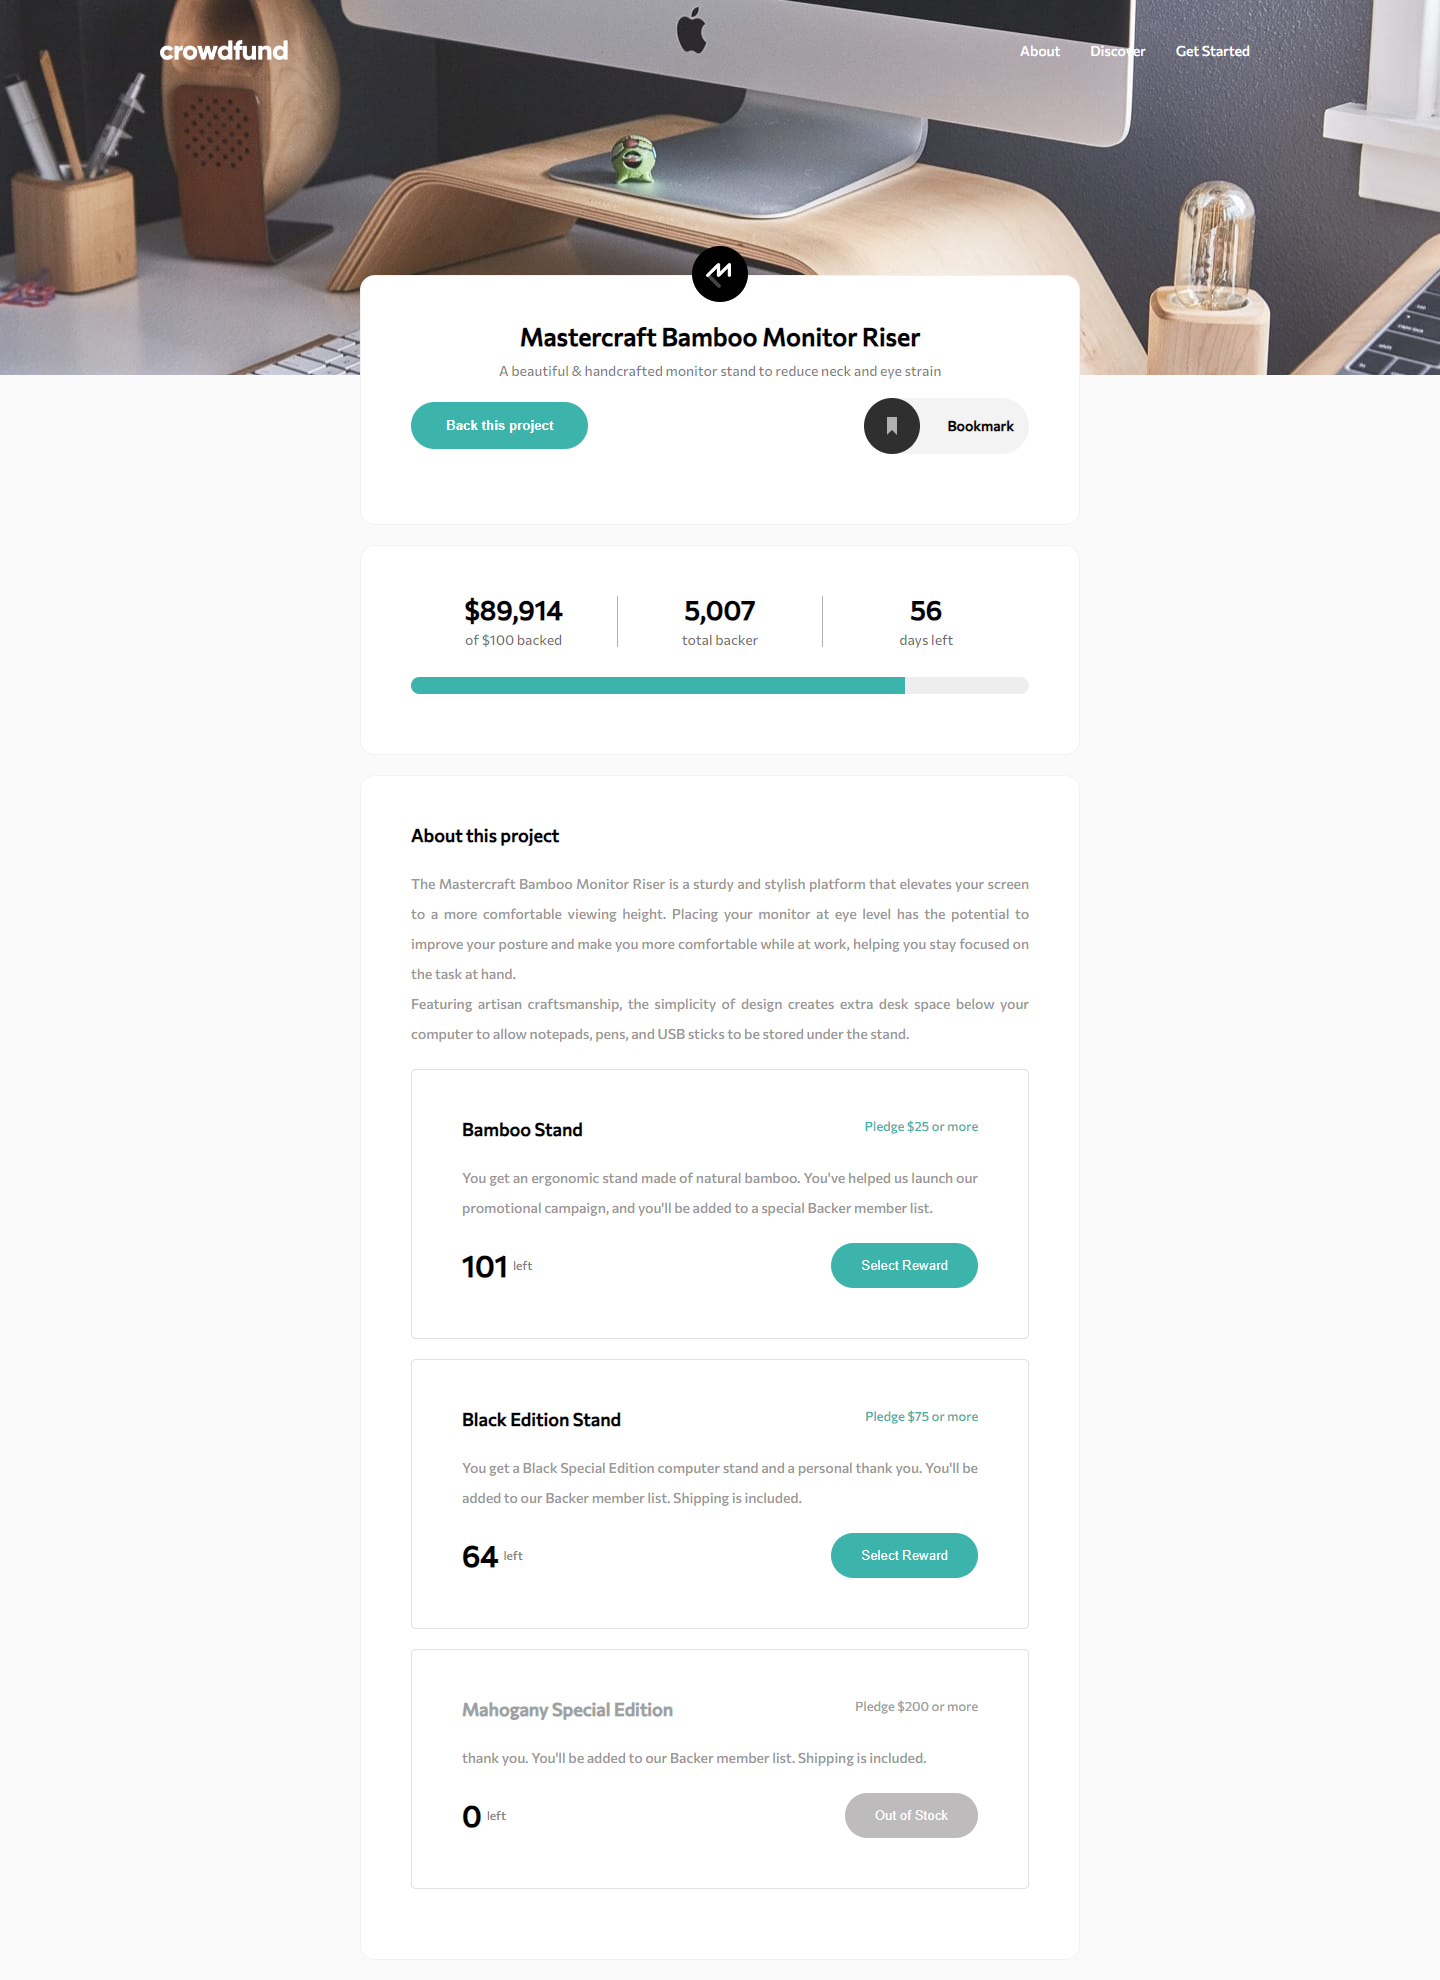 crowdfund
About Discover Get Started
Mastercraft Bamboo Monitor Riser
A beautiful & handcrafted monitor stand to reduce neck and eye strain
Back this project
Bookmark
$89,914 5,007 56
of $100 backed total backer days left
About this project
The Mastercraft Bamboo Monitor Riser is a sturdy and stylish platform that elevates your screen
to a more comfortable viewing height. Placing your monitor at eye level has the potential to
improve your posture and make you more comfortable while at work, helping you stay focused on
the task at hand.
Featuring artisan craftsmanship, the simplicity of design creates extra desk space below your
computer to allow notepads, pens, and USB sticks to be stored under the stand.
Bamboo Stand
Pledge $25 or more
You get an ergonomic stand made of natural bamboo. You've helped us launch our
promotional campaign, and you'll be added to a special Backer member list.
101 left
Select Reward
Black Edition Stand
Pledge $75 or more
You get a Black Special Edition computer stand and a personal thank you. You'll be
added to our Backer member list. Shipping is included.
64 left
Select Reward
Mahogany Special Edition
Pledge $200 or more
thank you. You'll be added to our Backer member list. Shipping is included.
0 left
Out of Stock